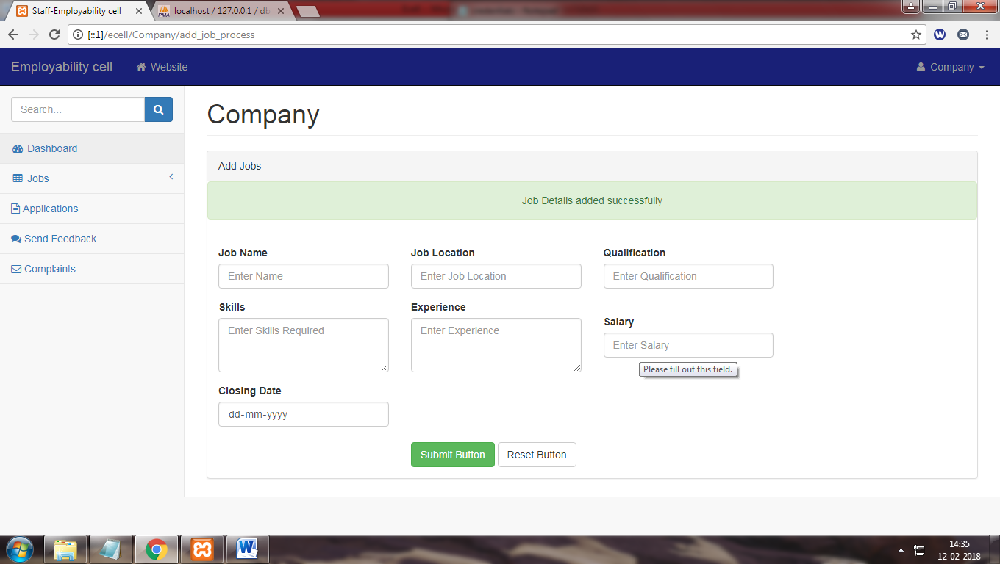 Staff-Employability cell
localhost / 127.0.0.1 / db
[::1]/ecell/Company/add_job_process
Employability cell
Website
Company
Search...
Dashboard
Jobs
Applications
Send Feedback
Complaints
Company
Add Jobs
Job Details added successfully
Job Name
Job Location
Qualification
Enter Name
Enter Job Location
Enter Qualification
Skills
Experience
Salary
Enter Skills Required
Enter Experience
Enter Salary
Please fill out this field.
Closing Date
dd-mm-yyyy
Submit Button
Reset Button
14:35
12-02-2018